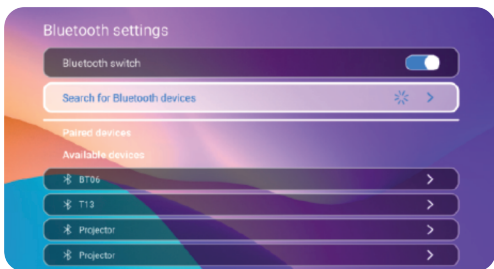 Bluetooth settings
Bluetooth switch
Search for Bluetooth devices
Paired devices
Available devices
BT06
T13
Projector
Projector